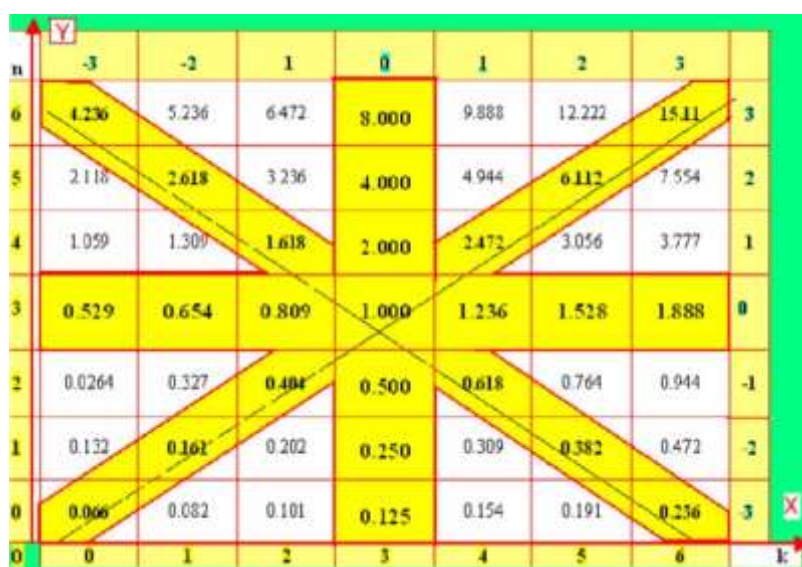 Y
n -3 -2 1 0 1 2 3
6 4.236 5.236 6.472 8.000 9.888 12.222 15.11 3
5 2.118 2.618 3.236 4.000 4.944 6.112 7.554 2
4 1.059 1.309 1.618 2.000 2.472 3.056 3.777 1
3 0.529 0.654 0.809 1.000 1.236 1.528 1.888 0
2 0.0264 0.327 0.404 0.500 0.618 0.764 0.944 -1
1 0.132 0.161 0.202 0.250 0.309 0.382 0.472 -2
0 0.066 0.082 0.101 0.125 0.154 0.191 0.236 -3
X
0 0 1 2 3 4 5 6 k